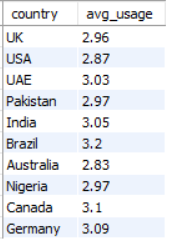 country avg_usage
UK 2.96
USA 2.87
UAE 3.03
Pakistan 2.97
India 3.05
Brazil 3.2
Australia 2.83
Nigeria 2.97
Canada 3.1
Germany 3.09